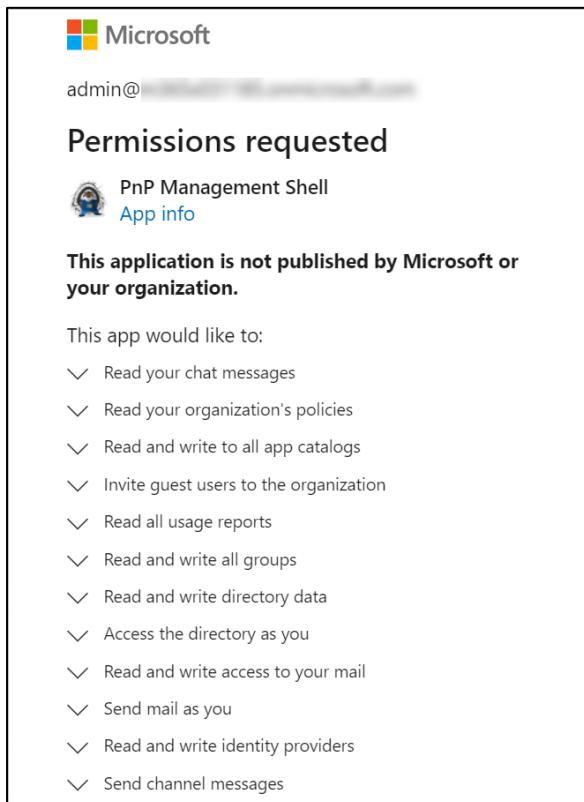 Microsoft
admin@
Permissions requested
PnP Management Shell
App info
This application is not published by Microsoft or
your organization.
This app would like to:
Read your chat messages
Read your organization's policies
Read and write to all app catalogs
Invite guest users to the organization
Read all usage reports
Read and write all groups
Read and write directory data
Access the directory as you
Read and write access to your mail
Send mail as you
Read and write identity providers
Send channel messages